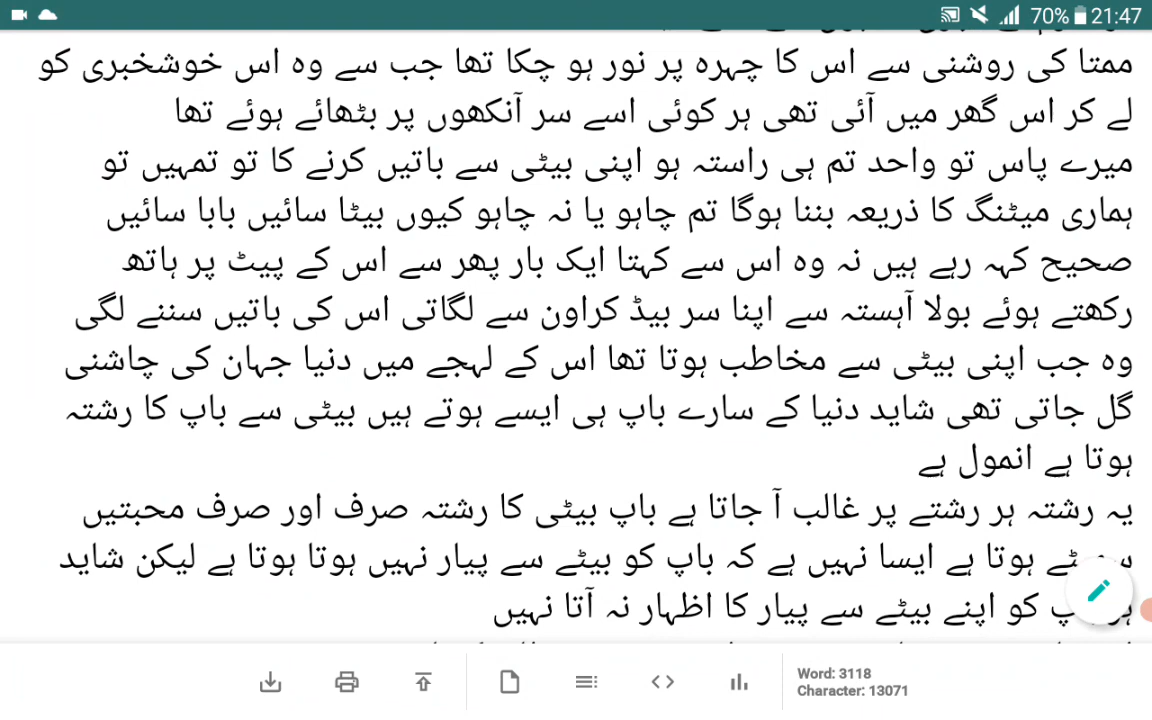 70% 21:47
ممتا کی روشنی سے اس کا چہرہ پر نور ہو چکا تھا جب سے وہ اس خوشخبری کو
لے کر اس گھر میں آئی تھی ہر کوئی اسے سر آنکھوں پر بٹھائے ہوئے تھا
میرے پاس تو واحد تم ہی راستہ ہو اپنی بیٹی سے باتیں کرنے کا تو تمہیں تو
ہماری میٹنگ کا ذریعہ بننا ہوگا تم چاہو یا نہ چاہو کیوں بیٹا سائیں بابا سائیں
صحیح کہہ رہے ہیں نہ وہ اس سے کہتا ایک بار پھر سے اس کے پیٹ پر ہاتھ
رکھتے ہوئے بولا آہستہ سے اپنا سر بیڈ کراون سے لگاتی اس کی باتیں سننے لگی
وہ جب اپنی بیٹی سے مخاطب ہوتا تھا اس کے لہجے میں دنیا جہان کی چاشنی
گل جاتی تھی شاید دنیا کے سارے باپ ہی ایسے ہوتے ہیں بیٹی سے باپ کا رشتہ
ہوتا ہے انمول ہے
یہ رشتہ ہر رشتے پر غالب آ جاتا ہے باپ بیٹی کا رشتہ صرف اور صرف محبتیں
ہوتا ہے ایسا نہیں ہے کہ باپ کو بیٹے سے پیار نہیں ہوتا ہوتا ہے لیکن شاید
کو اپنے بیٹے سے پیار کا اظہار نہ آتا نہیں
Word: 3118
Character: 13071